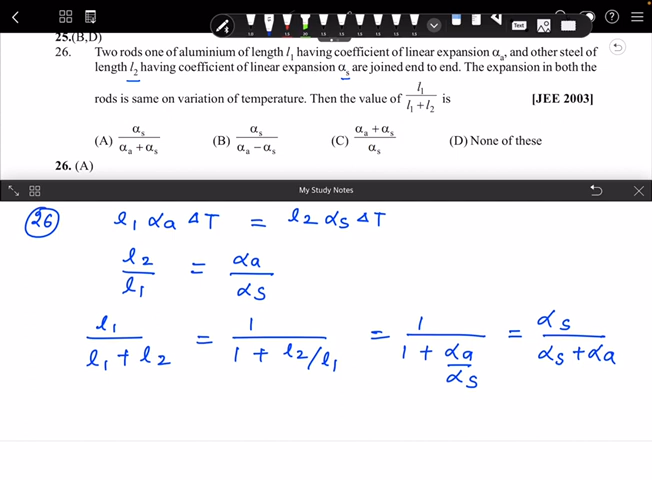 Text
25.(B,D)
26. Two rods one of aluminium of length l₁ having coefficient of linear expansion αₐ, and other steel of
length l₂ having coefficient of linear expansion αₛ are joined end to end. The expansion in both the
rods is same on variation of temperature. Then the value of l₁/(l₁ + l₂) is [JEE 2003]
(A) αₛ/(αₐ + αₛ) (B) αₛ/(αₐ − αₛ) (C) (αₐ + αₛ)/αₛ (D) None of these
26. (A)
My Study Notes
26 l₁ αa ΔT = l₂ αs ΔT
l₂/l₁ = αa/αs
l₁/(l₁ + l₂) = 1/(1 + l₂/l₁) = 1/(1 + αa/αs) = αs/(αs + αa)